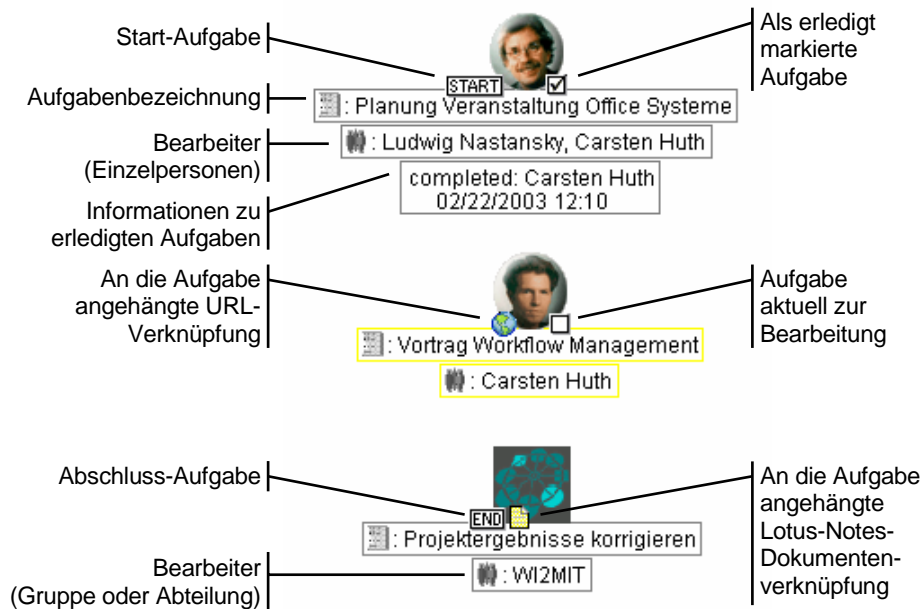 Start-Aufgabe
Als erledigt
markierte
Aufgabe
START
Aufgabenbezeichnung
: Planung Veranstaltung Office Systeme
Bearbeiter
(Einzelpersonen)
: Ludwig Nastansky, Carsten Huth
completed: Carsten Huth
02/22/2003 12:10
Informationen zu
erledigten Aufgaben
An die Aufgabe
angehängte URL-
Verknüpfung
Aufgabe
aktuell zur
Bearbeitung
: Vortrag Workflow Management
: Carsten Huth
Abschluss-Aufgabe
An die Aufgabe
angehängte
Lotus-Notes-
Dokumenten-
verknüpfung
END
: Projektergebnisse korrigieren
Bearbeiter
(Gruppe oder Abteilung)
: WI2MIT